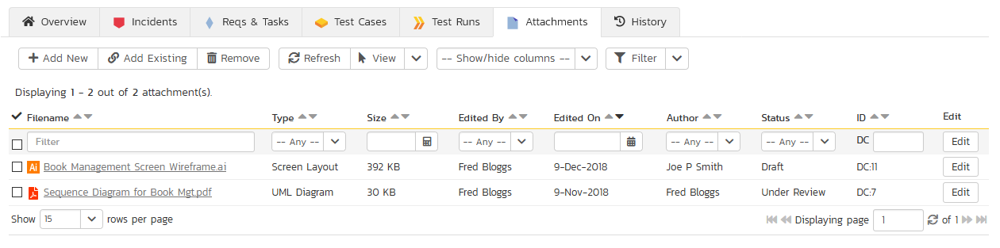 Overview Incidents Reqs & Tasks Test Cases Test Runs Attachments History
Add New Add Existing Remove Refresh View -- Show/hide columns -- Filter
Displaying 1 - 2 out of 2 attachment(s).
Filename Type Size Edited By Edited On Author Status ID Edit
Filter -- Any -- -- Any -- -- Any -- -- Any -- DC Edit
Ai Book Management Screen Wireframe.ai Screen Layout 392 KB Fred Bloggs 9-Dec-2018 Joe P Smith Draft DC:11 Edit
Sequence Diagram for Book Mgt.pdf UML Diagram 30 KB Fred Bloggs 9-Nov-2018 Fred Bloggs Under Review DC:7 Edit
Show 15 rows per page Displaying page 1 of 1